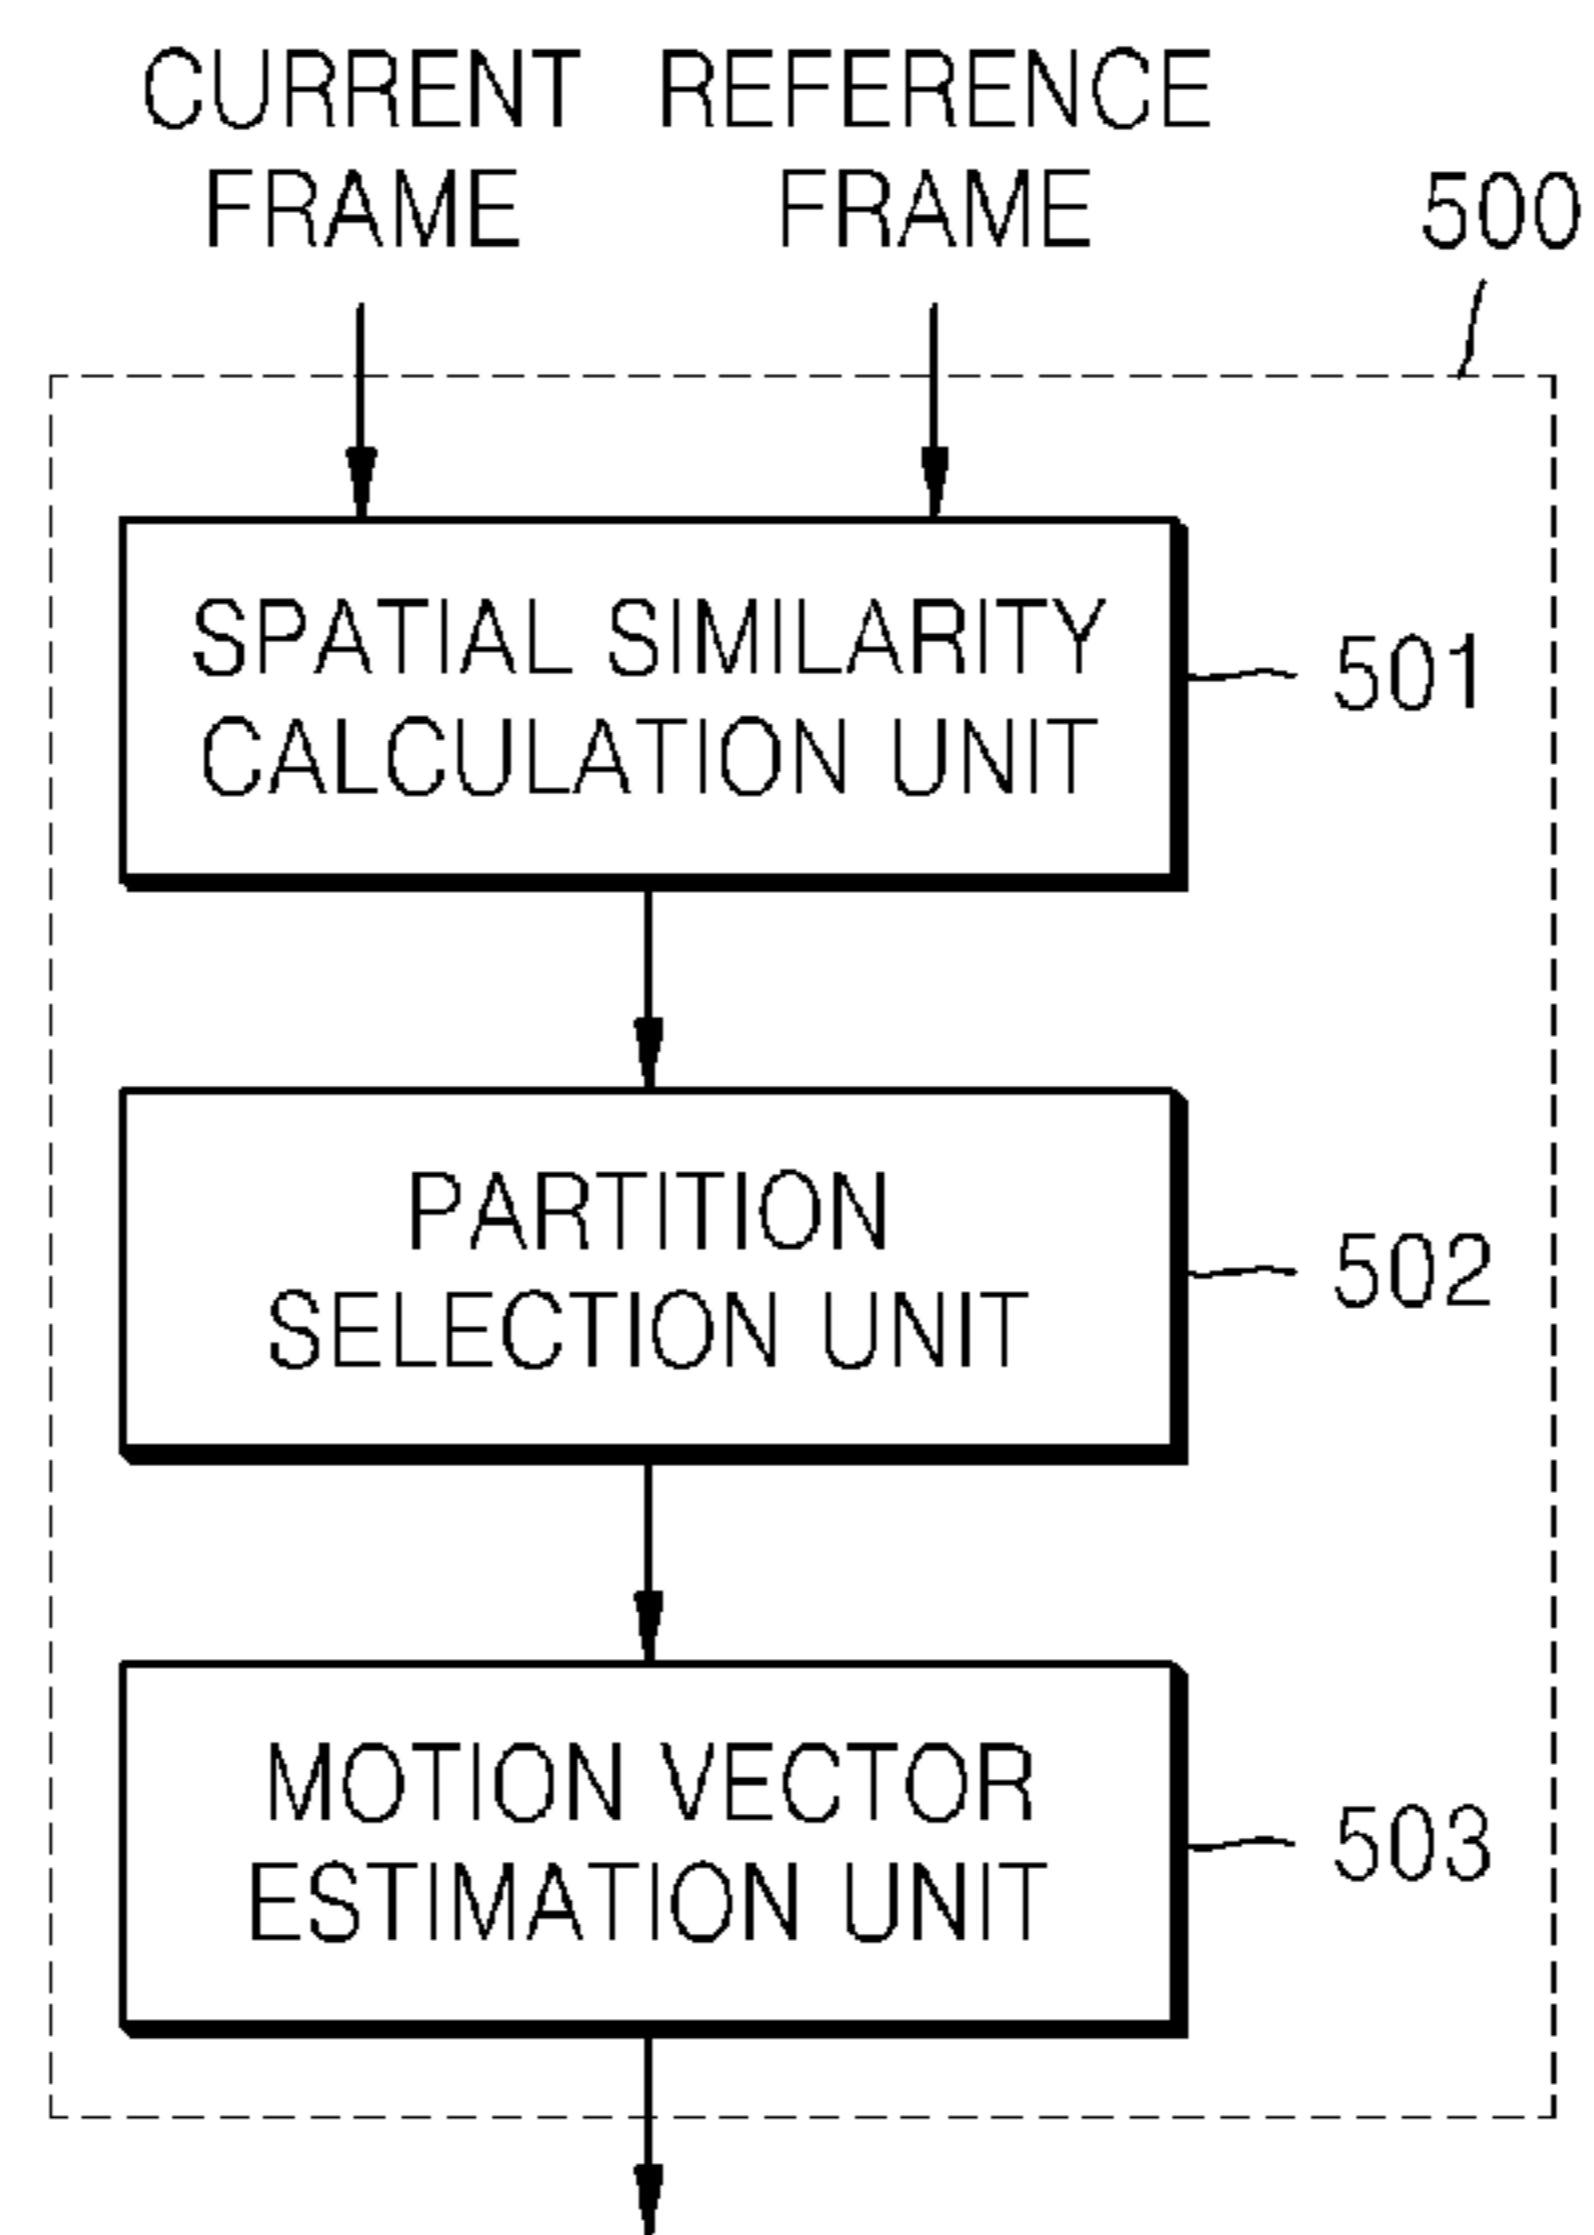 CURRENT REFERENCE
FRAME FRAME
500
SPATIAL SIMILARITY
CALCULATION UNIT
501
PARTITION
SELECTION UNIT
502
MOTION VECTOR
ESTIMATION UNIT
503